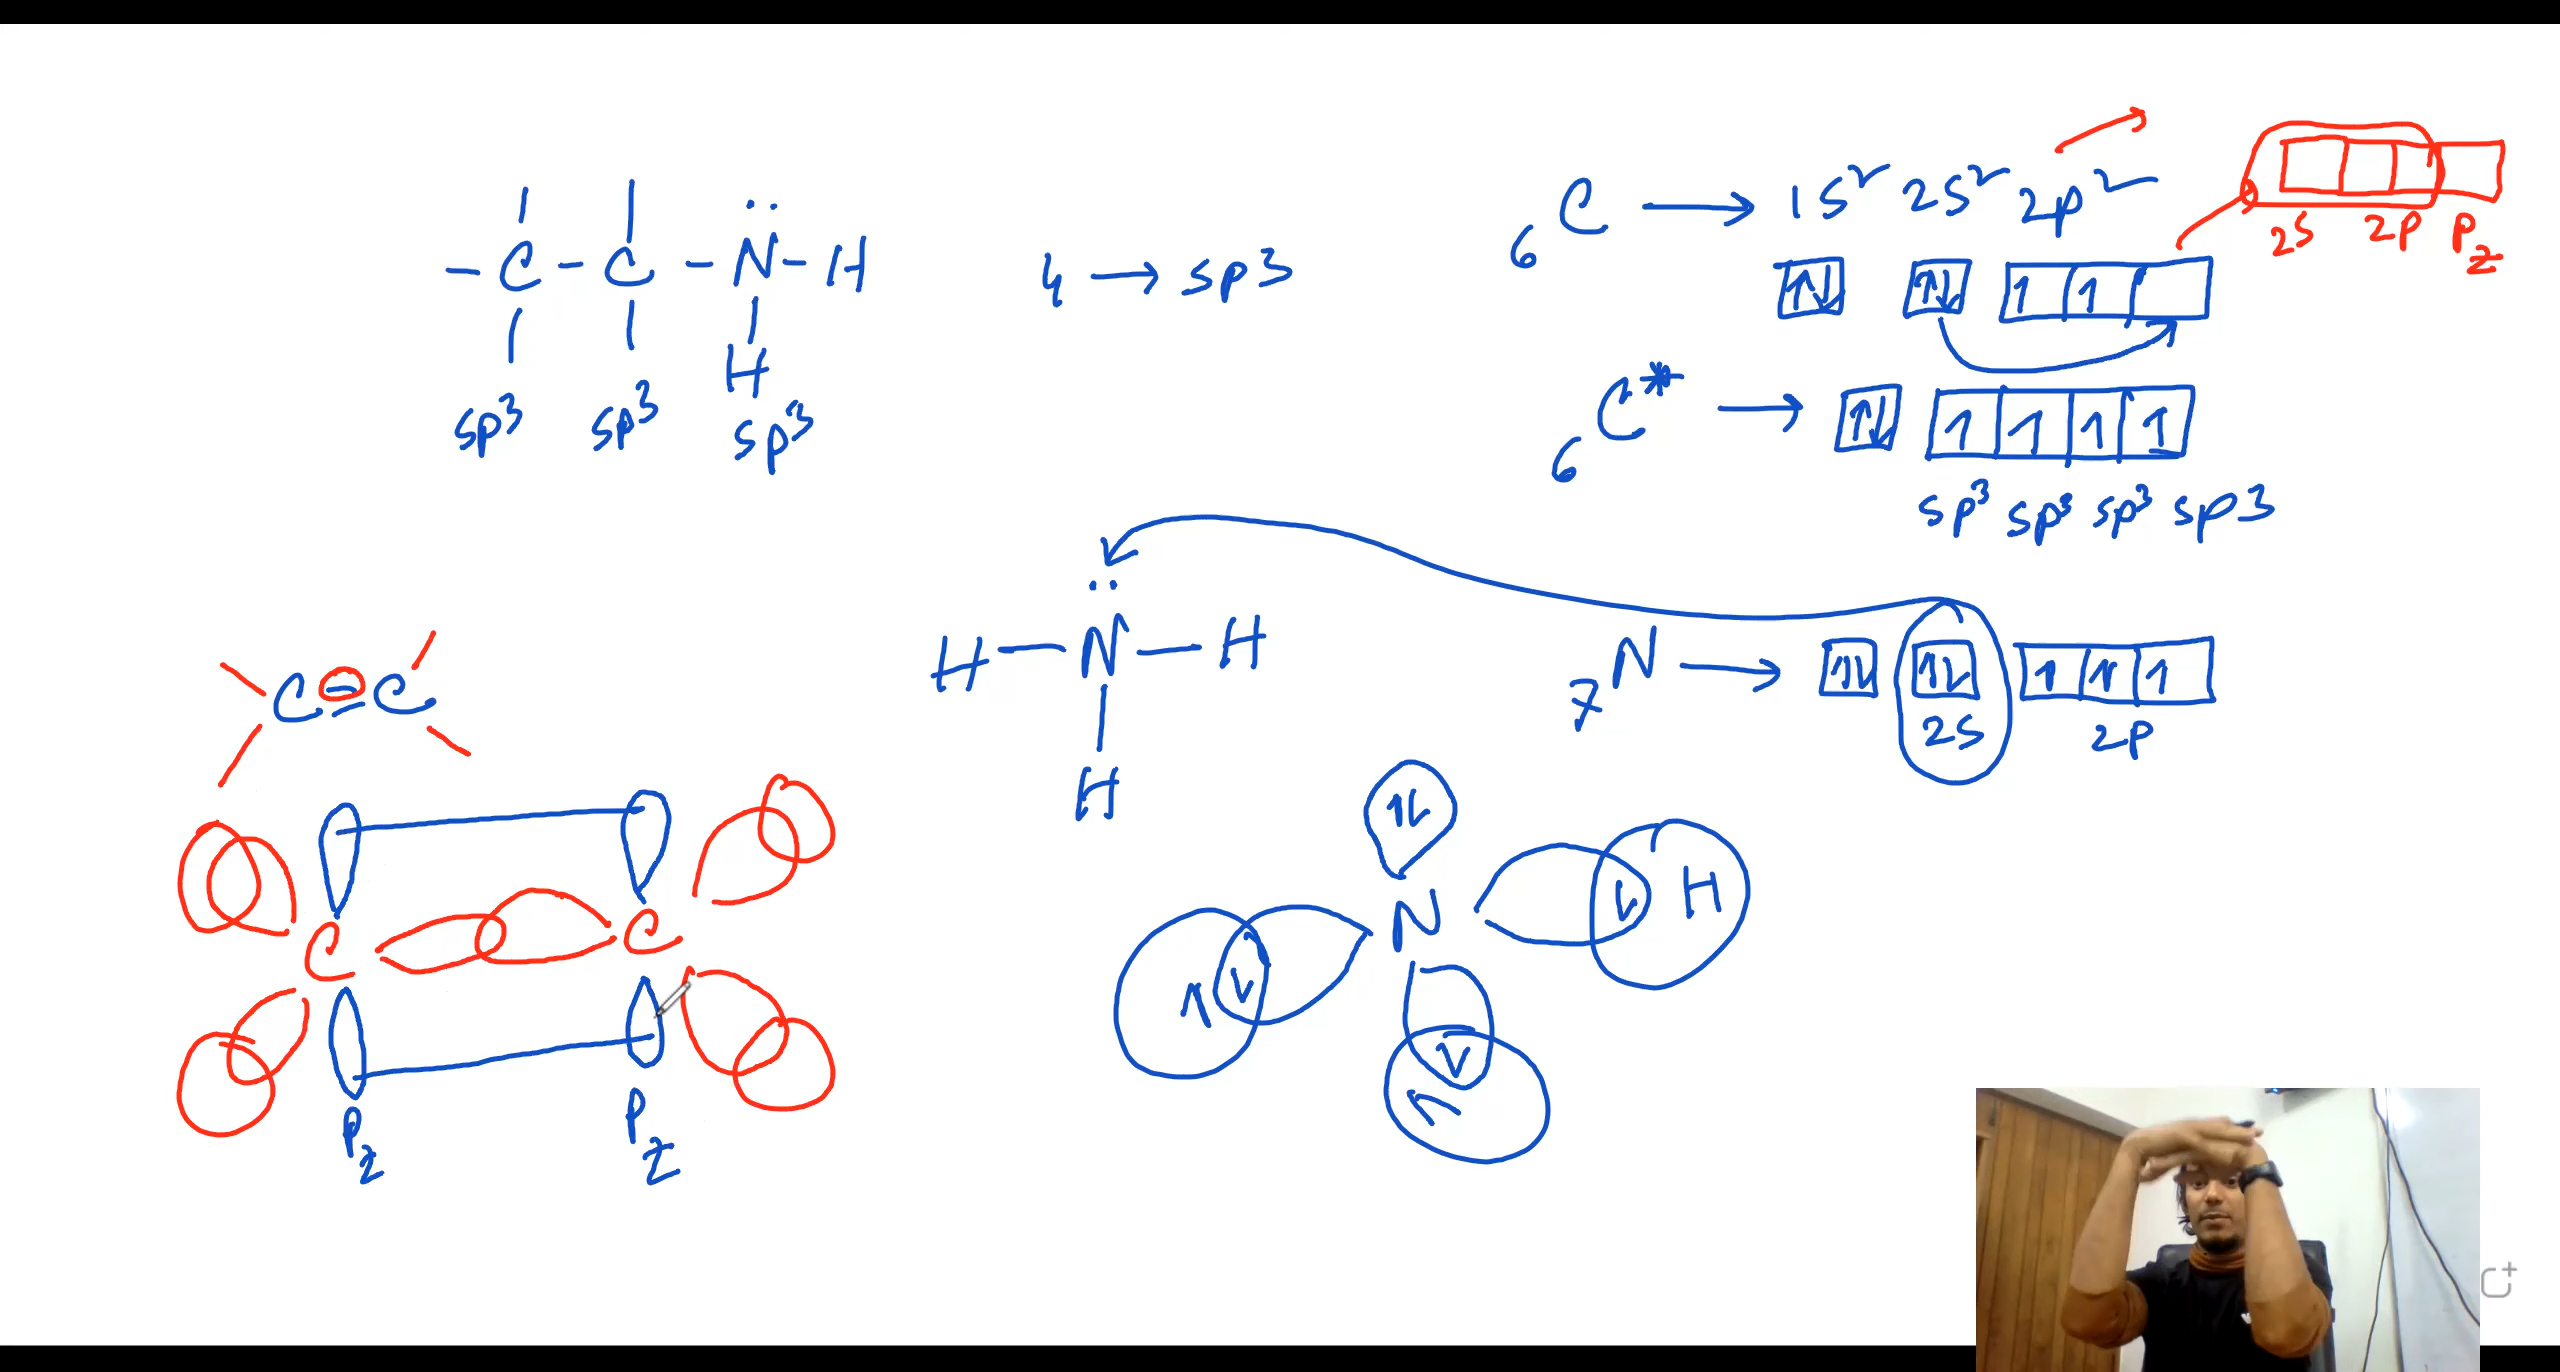 ··
- C - C - N - H
H
sp³ sp³ sp³
4 → sp3
₆C → 1s² 2s² 2p²
2s 2p Pz
↑↓ ↑↓ ↑ ↑
₆C* → ↑↓ ↑ ↑ ↑ ↑
sp³ sp³ sp³ sp3
··
H - N - H
H
₇N → ↑↓ ↑↓ ↑ ↑ ↑
2s 2p
C = C
C C
Pz Pz
↑↓
N H